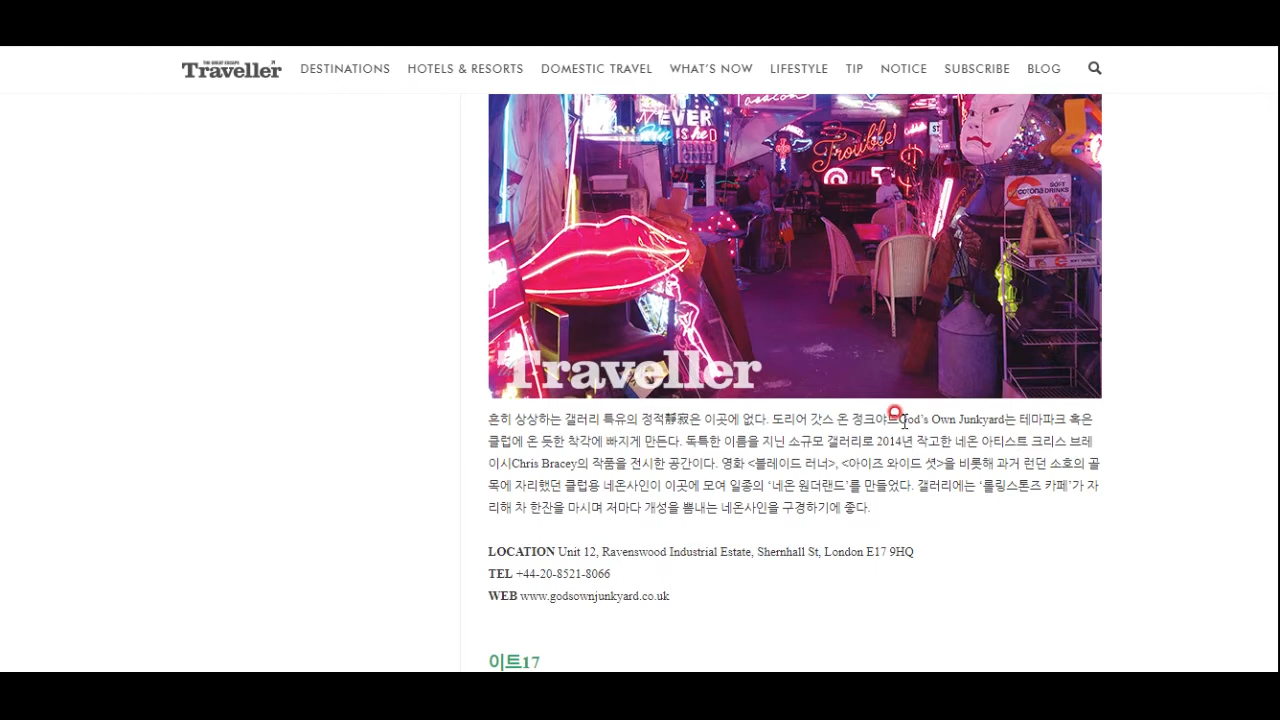 THE GREAT ESCAPE
Traveller
DESTINATIONS HOTELS & RESORTS DOMESTIC TRAVEL WHAT'S NOW LIFESTYLE TIP NOTICE SUBSCRIBE BLOG
NEVER
ABANDONED
Trouble!
ST
SOFT
corona DRINKS
A
Traveller
흔히 상상하는 갤러리 특유의 정적靜寂은 이곳에 없다. 도리어 갓스 온 정크야드God's Own Junkyard는 테마파크 혹은
클럽에 온 듯한 착각에 빠지게 만든다. 독특한 이름을 지닌 소규모 갤러리로 2014년 작고한 네온 아티스트 크리스 브레
이시Chris Bracey의 작품을 전시한 공간이다. 영화 <블레이드 러너>, <아이즈 와이드 셧>을 비롯해 과거 런던 소호의 골
목에 자리했던 클럽용 네온사인이 이곳에 모여 일종의 '네온 원더랜드'를 만들었다. 갤러리에는 '롤링스톤즈 카페'가 자
리해 차 한잔을 마시며 저마다 개성을 뽐내는 네온사인을 구경하기에 좋다.
LOCATION Unit 12, Ravenswood Industrial Estate, Shernhall St, London E17 9HQ
TEL +44-20-8521-8066
WEB www.godsownjunkyard.co.uk
이트17